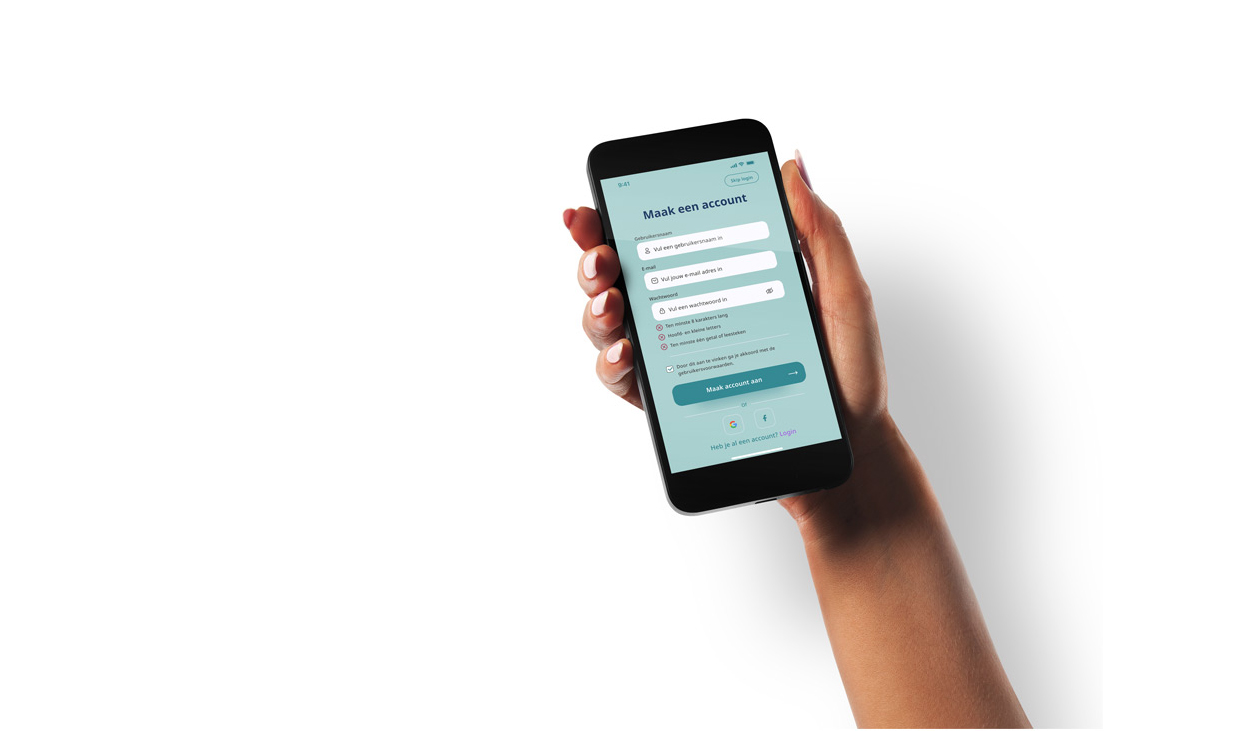 9:41
Skip login
Maak een account
Gebruikersnaam
Vul een gebruikersnaam in
E-mail
Vul jouw e-mail adres in
Wachtwoord
Vul een wachtwoord in
Ten minste 8 karakters lang
Hoofd- en kleine letters
Ten minste één getal of leesteken
Door dit aan te vinken ga je akkoord met de
gebruikersvoorwaarden.
Maak account aan
or
Heb je al een account? Login